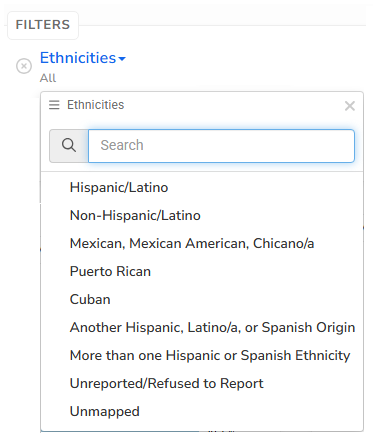 FILTERS
Ethnicities
All
Ethnicities
Search
Hispanic/Latino
Non-Hispanic/Latino
Mexican, Mexican American, Chicano/a
Puerto Rican
Cuban
Another Hispanic, Latino/a, or Spanish Origin
More than one Hispanic or Spanish Ethnicity
Unreported/Refused to Report
Unmapped